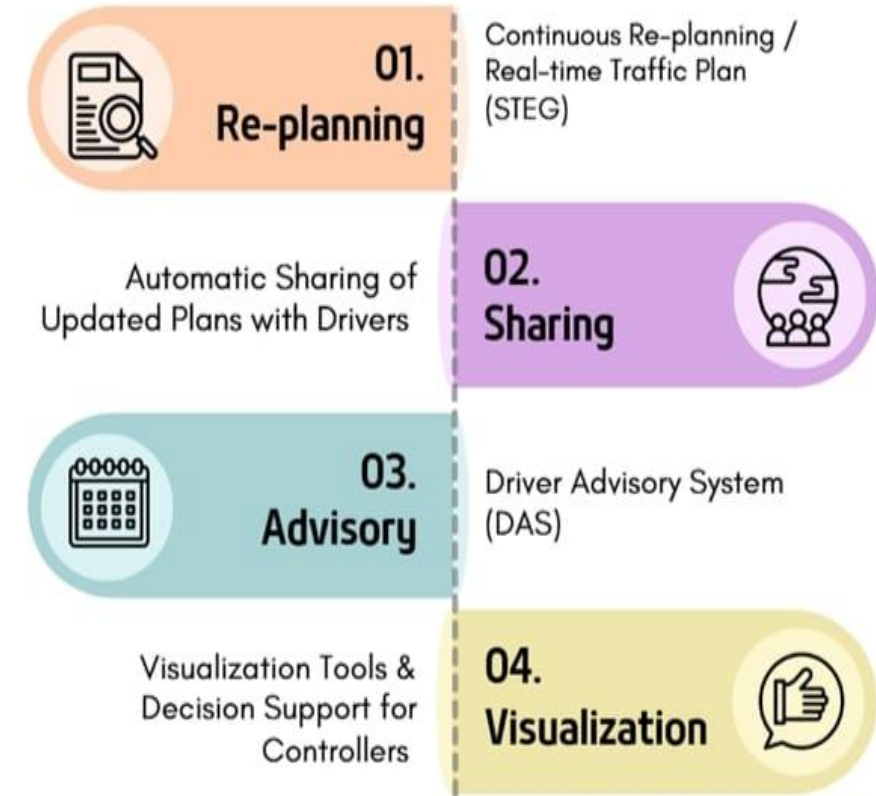 01.
Re-planning
Continuous Re-planning /
Real-time Traffic Plan
(STEG)
02.
Sharing
Automatic Sharing of
Updated Plans with Drivers
03.
Advisory
Driver Advisory System
(DAS)
04.
Visualization
Visualization Tools &
Decision Support for
Controllers